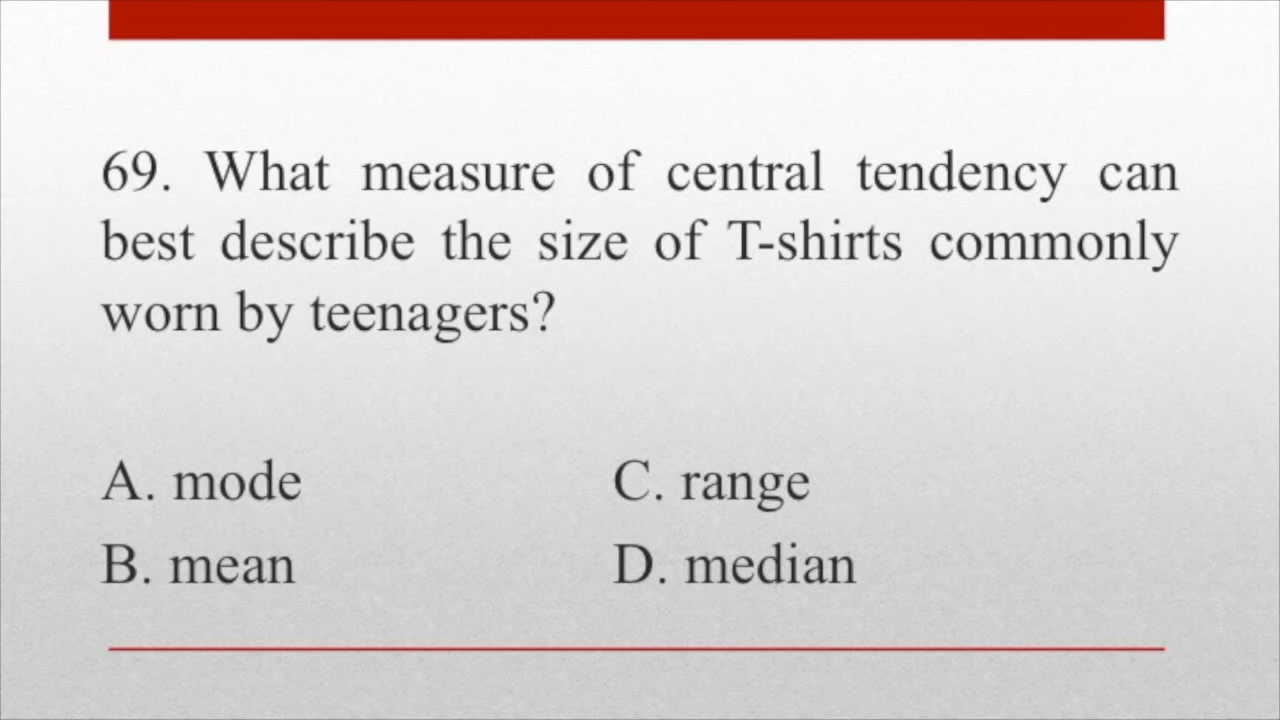 69. What measure of central tendency can
best describe the size of T-shirts commonly
worn by teenagers?
A. mode
B. mean
C. range
D. median